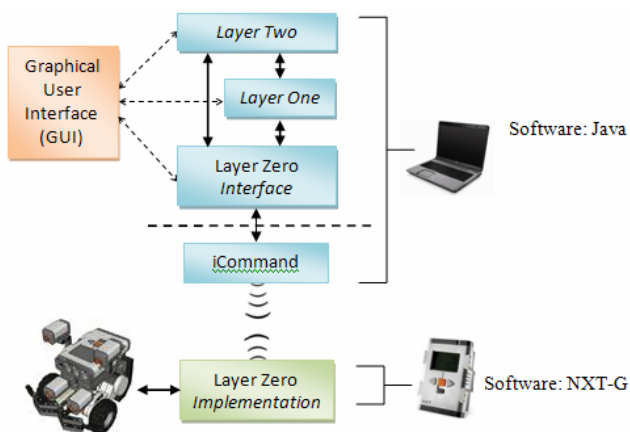 Layer Two
Graphical
User
Interface
(GUI)
Layer One
Software: Java
Layer Zero
Interface
iCommand
Layer Zero
Implementation
Software: NXT-G